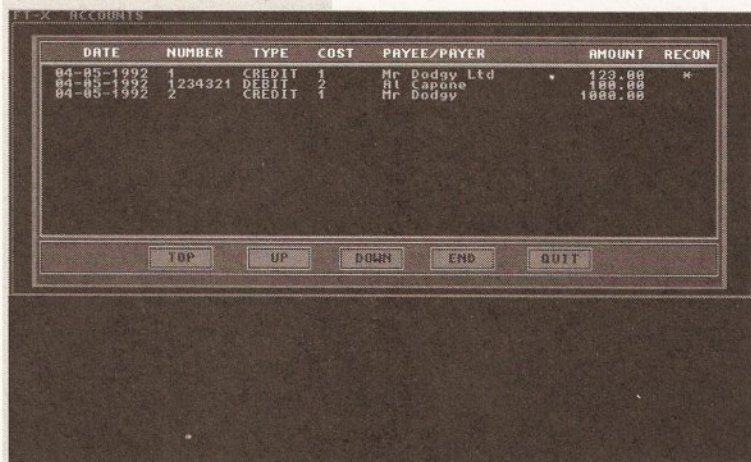 FT-X ACCOUNTS
DATE NUMBER TYPE COST PAYEE/PAYER AMOUNT RECON
04-05-1992 1 CREDIT 1 Mr Dodgy Ltd 123.00 *
04-05-1992 1234321 DEBIT 2 Al Capone 100.00
04-05-1992 2 CREDIT 1 Mr Dodgy 1000.00
TOP UP DOWN END QUIT